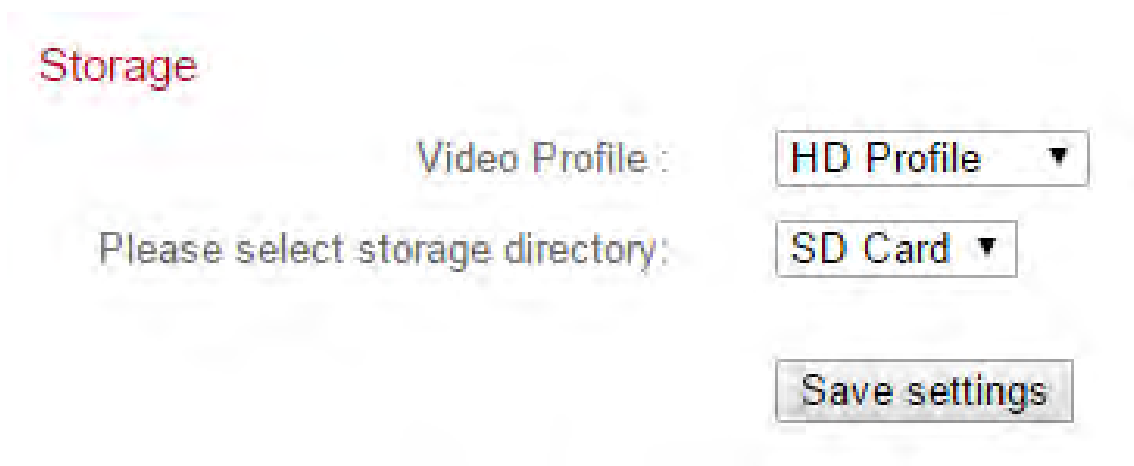 Storage
Video Profile : HD Profile
Please select storage directory: SD Card
Save settings